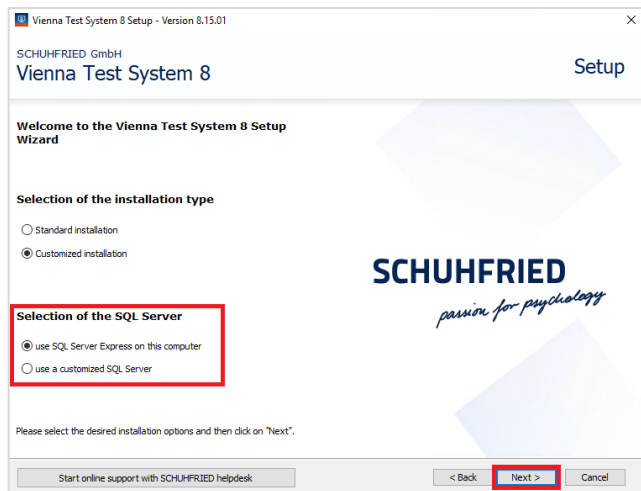 Vienna Test System 8 Setup - Version 8.15.01
SCHUHFRIED GmbH
Vienna Test System 8
Setup
Welcome to the Vienna Test System 8 Setup
Wizard
Selection of the installation type
Standard installation
Customized installation
SCHUHFRIED
passion for psychology
Selection of the SQL Server
use SQL Server Express on this computer
use a customized SQL Server
Please select the desired installation options and then click on "Next".
Start online support with SCHUHFRIED helpdesk
< Back
Next >
Cancel